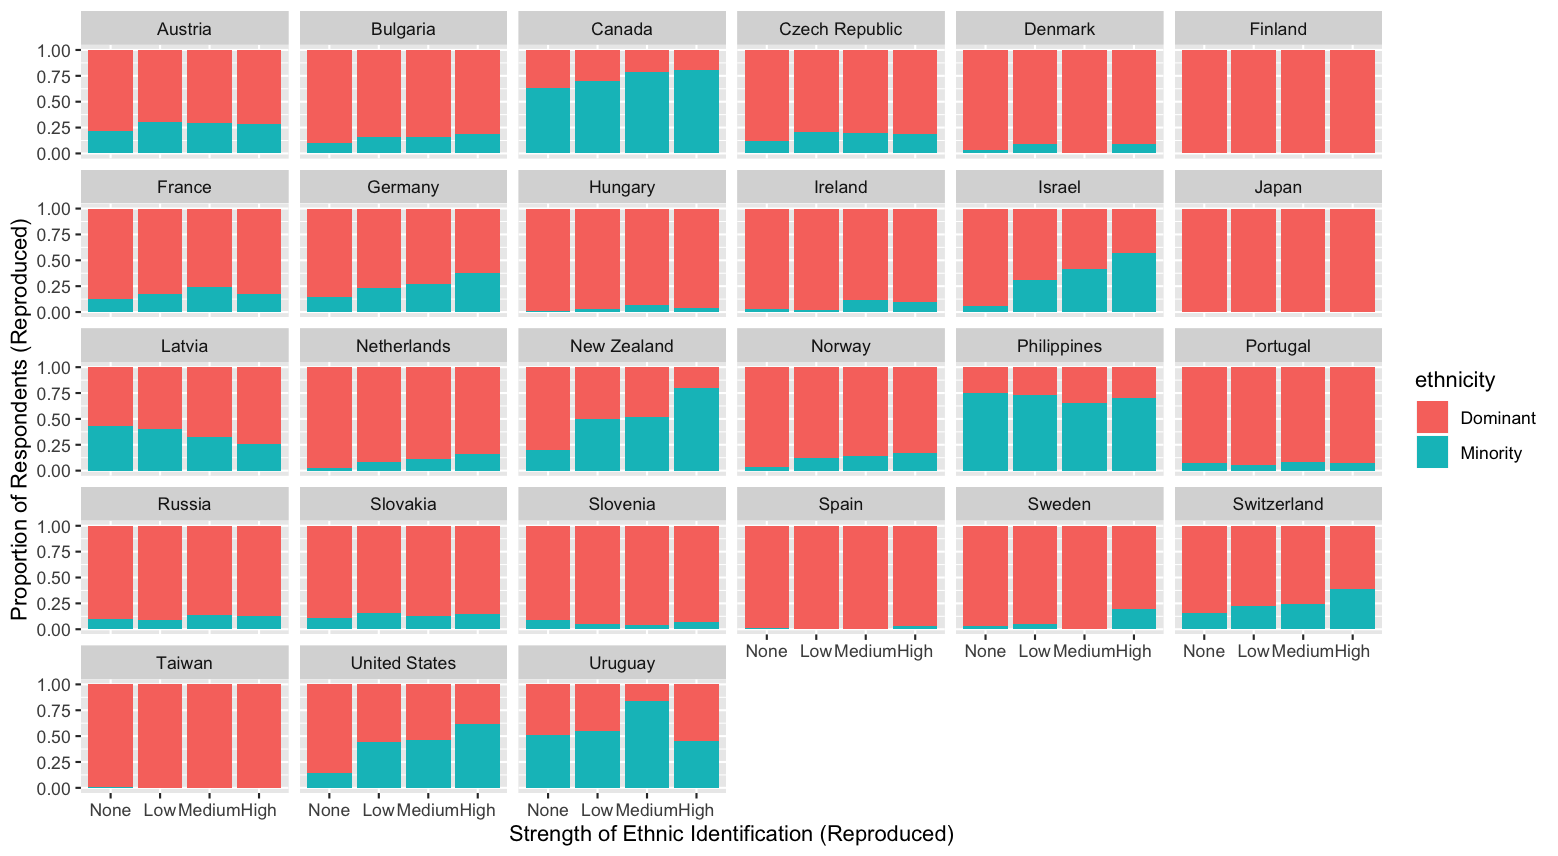 Austria Bulgaria Canada Czech Republic Denmark Finland
1.00
0.75
0.50
0.25
0.00
France Germany Hungary Ireland Israel Japan
1.00
0.75
0.50
0.25
0.00
Latvia Netherlands New Zealand Norway Philippines Portugal
1.00
0.75
0.50
0.25
0.00
Russia Slovakia Slovenia Spain Sweden Switzerland
1.00
0.75
0.50
0.25
0.00
None Low Medium High None Low Medium High None Low Medium High
Taiwan United States Uruguay
1.00
0.75
0.50
0.25
0.00
None Low Medium High None Low Medium High None Low Medium High
Strength of Ethnic Identification (Reproduced)
Proportion of Respondents (Reproduced)
ethnicity
Dominant
Minority